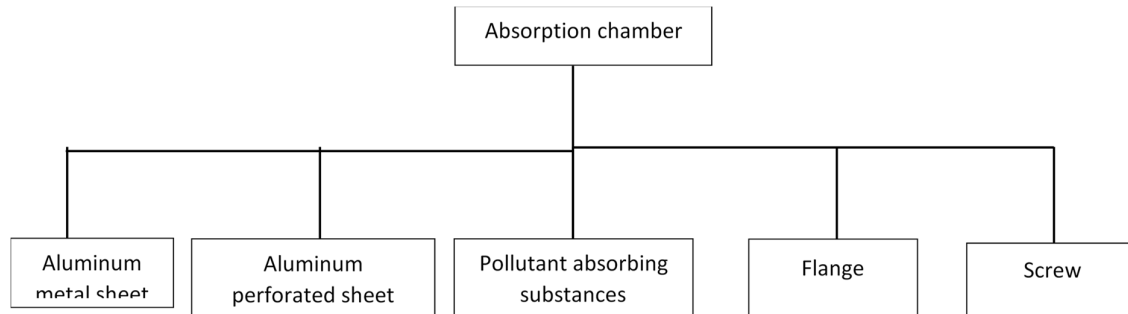 Absorption chamber
Aluminum
metal sheet
Aluminum
perforated sheet
Pollutant absorbing
substances
Flange
Screw